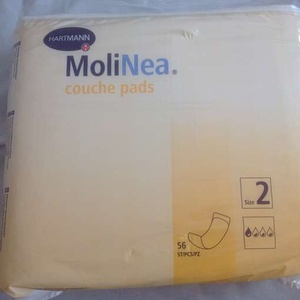 HARTMANN
MoliNea.
couche pads
Size 2
56
ST/PCS/PZ